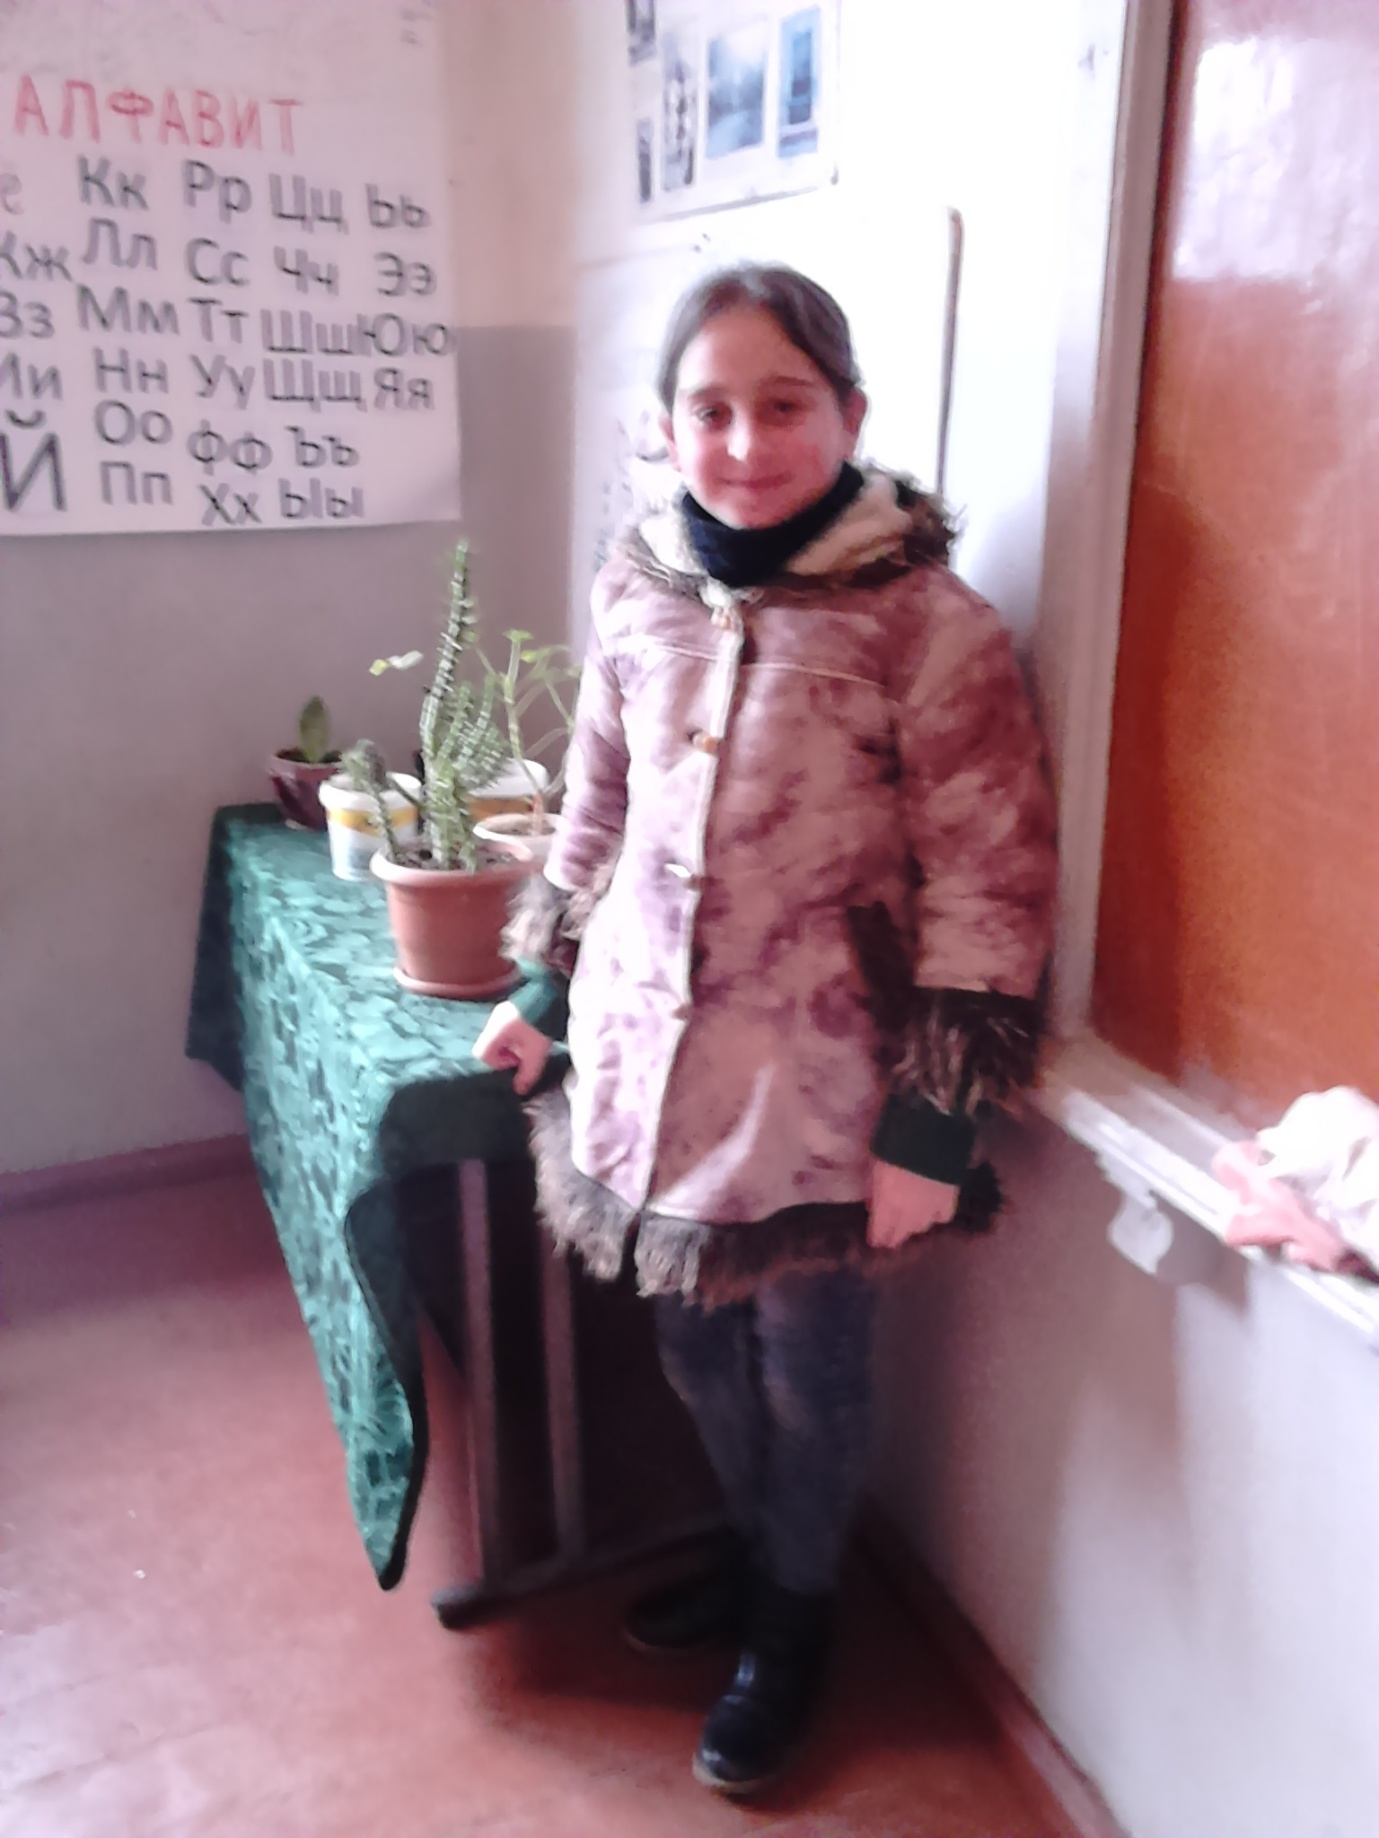 АЛФАВИТ
Кк Рр Цц Ьь
Жж Лл Сс Чч Ээ
Зз Мм Тт Шш Юю
Ии Нн Уу Щщ Яя
Й Оо Фф Ъъ
Пп Хх Ыы